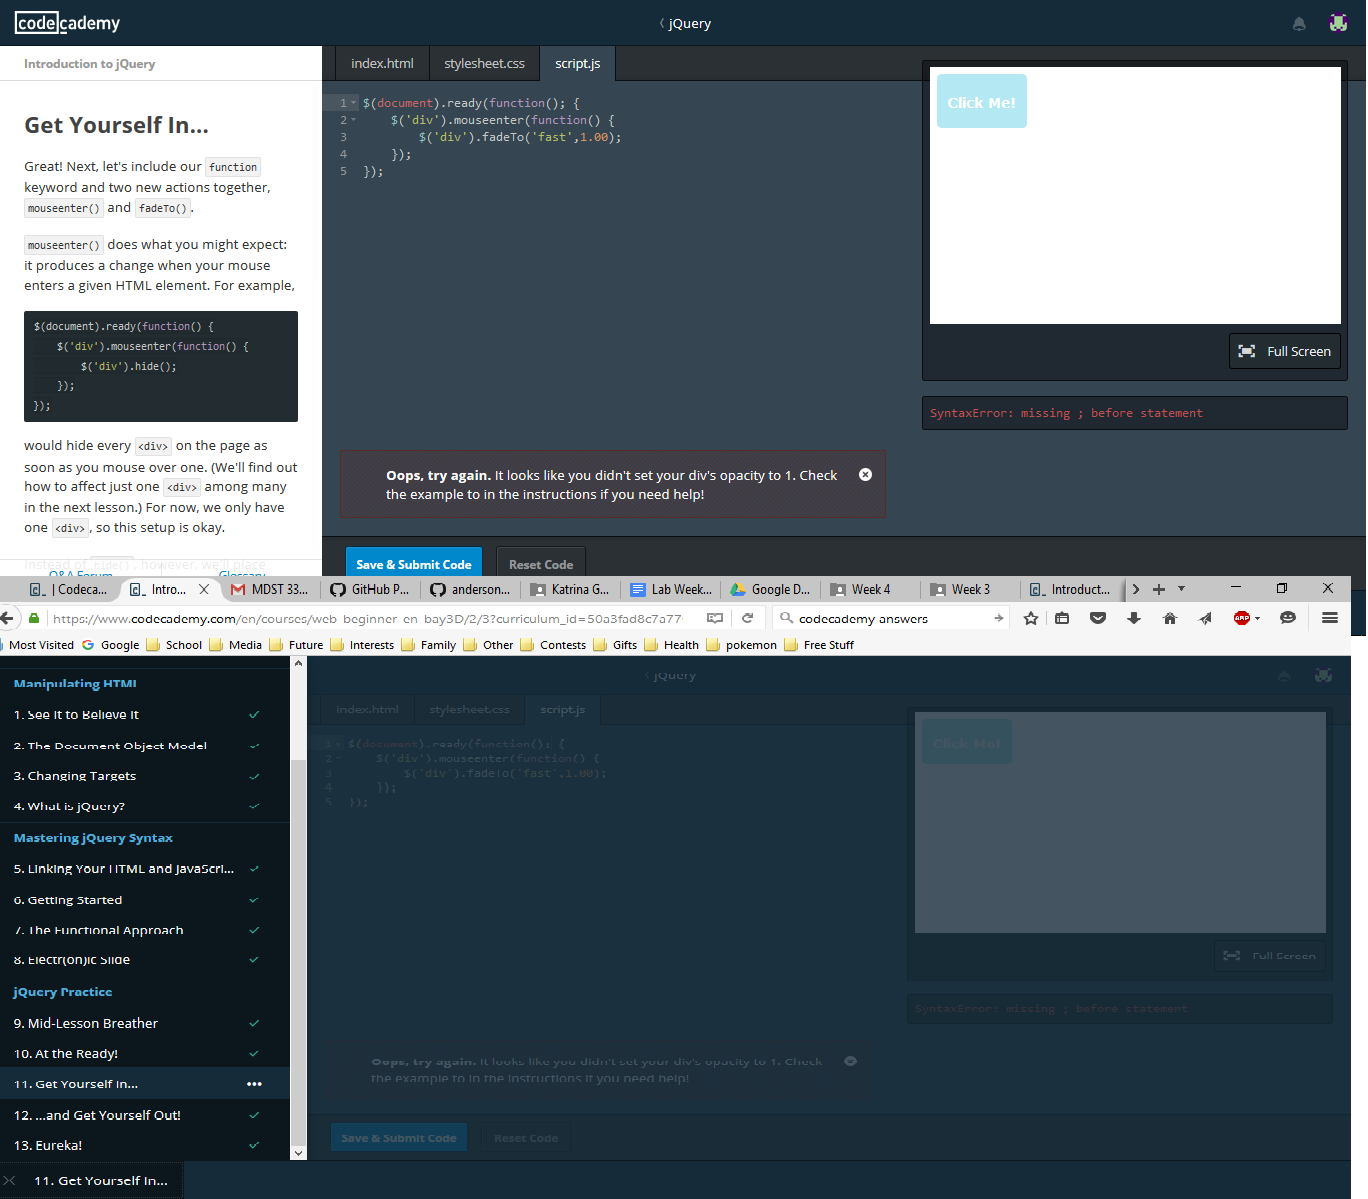 codecademy
jQuery
Introduction to jQuery
index.html
stylesheet.css
script.js
Get Yourself In...
Great! Next, let's include our function
keyword and two new actions together,
mouseenter() and fadeTo().
mouseenter() does what you might expect:
it produces a change when your mouse
enters a given HTML element. For example,
$(document).ready(function() {
$('div').mouseenter(function() {
$('div').hide();
});
});
would hide every <div> on the page as
soon as you mouse over one. (We'll find out
how to affect just one <div> among many
in the next lesson.) For now, we only have
one <div>, so this setup is okay.
Instead of hide(), however, we'll place
Q&A Forum
Glossary
1 $(document).ready(function(); {
2 $('div').mouseenter(function() {
3 $('div').fadeTo('fast',1.00);
4 });
5 });
Click Me!
Full Screen
SyntaxError: missing ; before statement
Oops, try again. It looks like you didn't set your div's opacity to 1. Check
the example to in the instructions if you need help!
Save & Submit Code
Reset Code
| Codeca...
Intro...
MDST 33...
GitHub P...
anderson...
Katrina G...
Lab Week...
Google D...
Week 4
Week 3
Introduct...
https://www.codecademy.com/en/courses/web-beginner-en-bay3D/2/3?curriculum_id=50a3fad8c7a77
codecademy answers
ABP
Most Visited
Google
School
Media
Future
Interests
Family
Other
Contests
Gifts
Health
pokemon
Free Stuff
Manipulating HTML
1. See It to Believe It
2. The Document Object Model
3. Changing Targets
4. What is jQuery?
Mastering jQuery Syntax
5. Linking Your HTML and JavaScri...
6. Getting Started
7. The Functional Approach
8. Electr(on)ic Slide
jQuery Practice
9. Mid-Lesson Breather
10. At the Ready!
11. Get Yourself In...
12. ...and Get Yourself Out!
13. Eureka!
11. Get Yourself In...
jQuery
index.html
stylesheet.css
script.js
1 $(document).ready(function(); {
2 $('div').mouseenter(function() {
3 $('div').fadeTo('fast',1.00);
4 });
5 });
Click Me!
Full Screen
SyntaxError: missing ; before statement
Oops, try again. It looks like you didn't set your div's opacity to 1. Check
the example to in the instructions if you need help!
Save & Submit Code
Reset Code